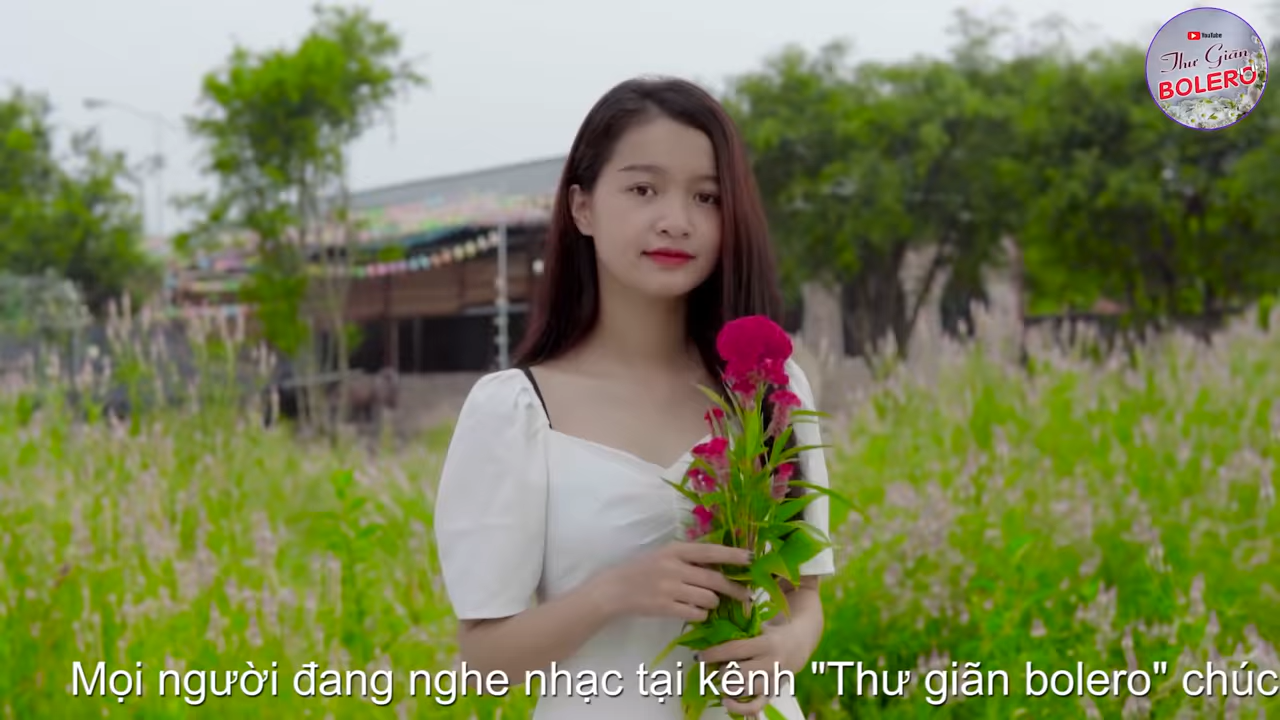 YouTube
Thư Giãn
BOLERO
Mọi người đang nghe nhạc tại kênh "Thư giãn bolero" chúc